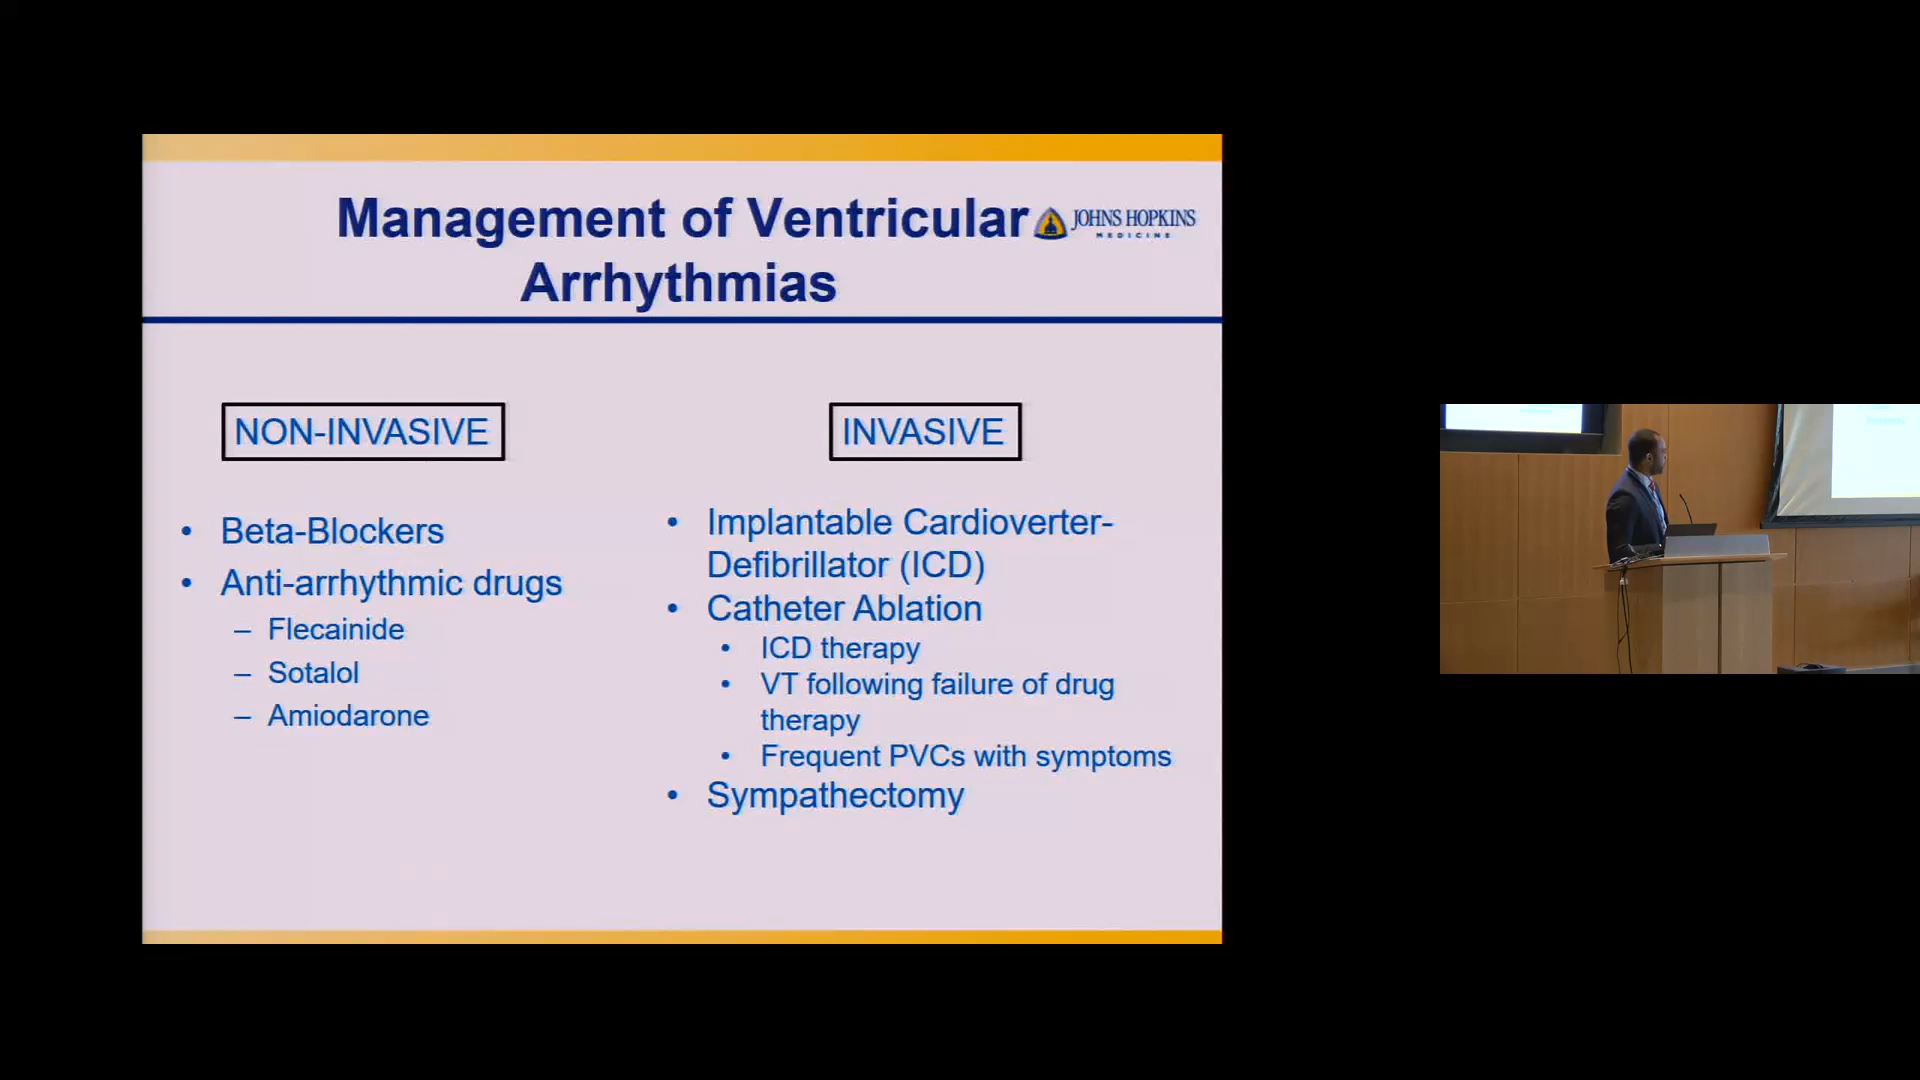 Management of Ventricular
Arrhythmias
JOHNS HOPKINS
MEDICINE
NON-INVASIVE
• Beta-Blockers
• Anti-arrhythmic drugs
– Flecainide
– Sotalol
– Amiodarone
INVASIVE
• Implantable Cardioverter-
Defibrillator (ICD)
• Catheter Ablation
• ICD therapy
• VT following failure of drug
therapy
• Frequent PVCs with symptoms
• Sympathectomy